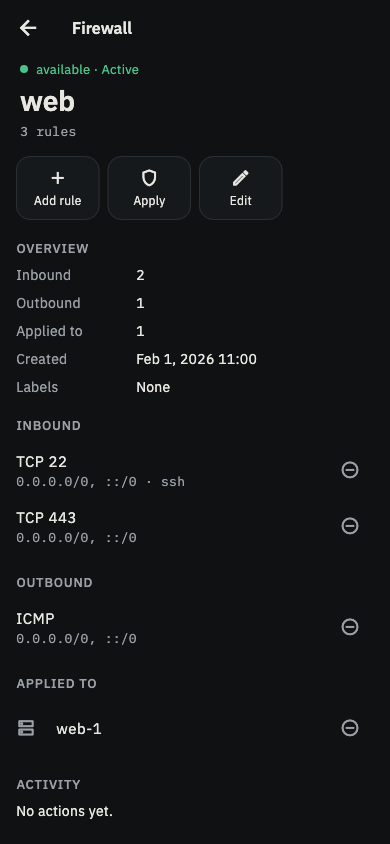 Firewall
available · Active
web
3 rules
Add rule
Apply
Edit
OVERVIEW
Inbound 2
Outbound 1
Applied to 1
Created Feb 1, 2026 11:00
Labels None
INBOUND
TCP 22
0.0.0.0/0, ::/0 · ssh
TCP 443
0.0.0.0/0, ::/0
OUTBOUND
ICMP
0.0.0.0/0, ::/0
APPLIED TO
web-1
ACTIVITY
No actions yet.